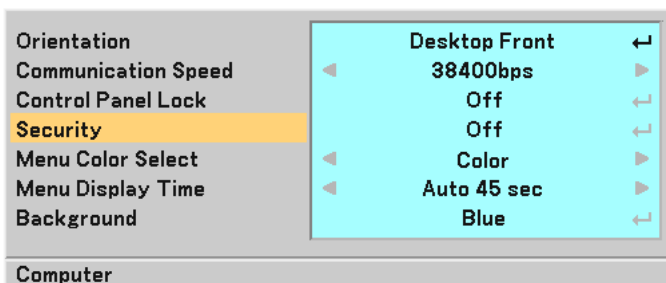 Orientation Desktop Front
Communication Speed 38400bps
Control Panel Lock Off
Security Off
Menu Color Select Color
Menu Display Time Auto 45 sec
Background Blue
Computer